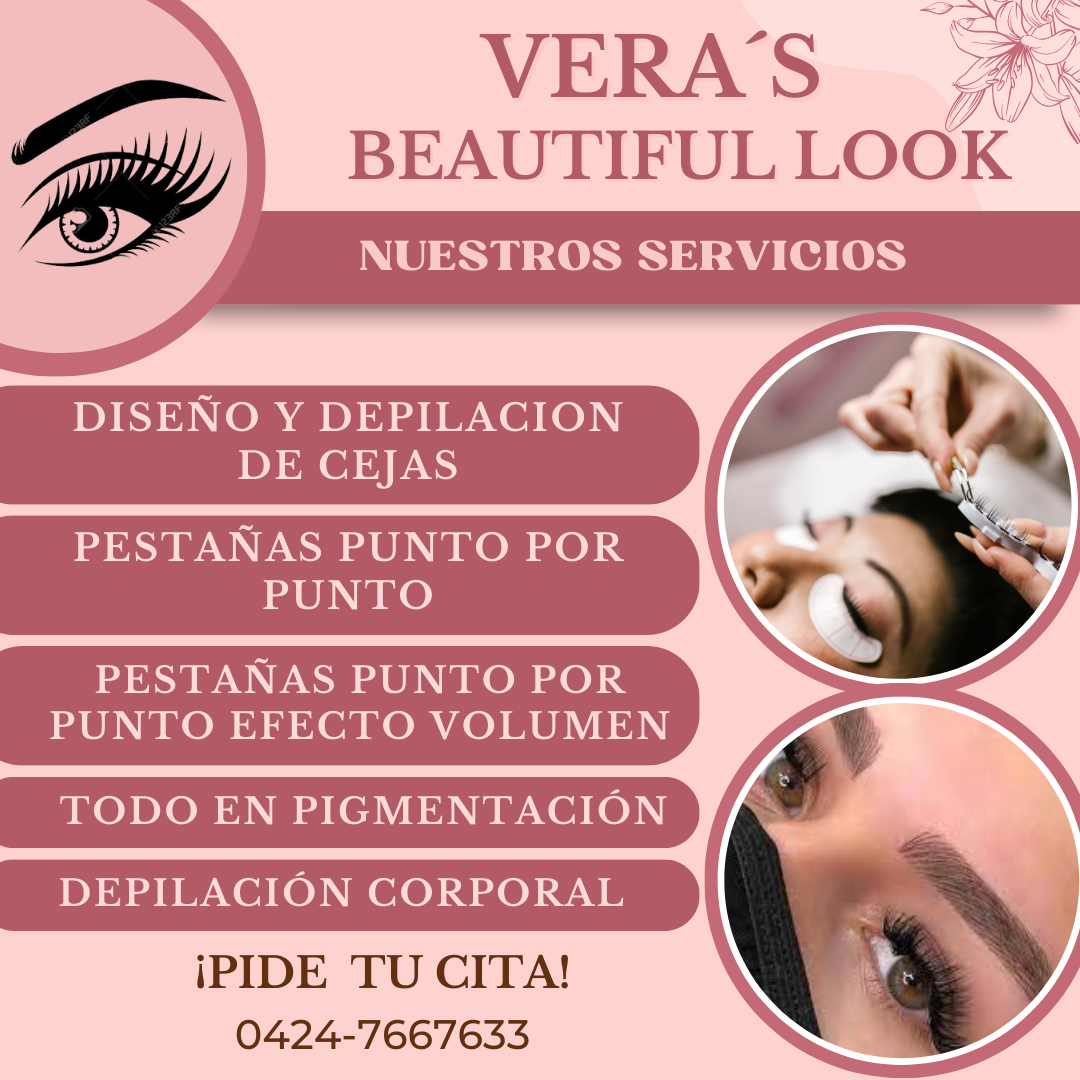 VERA´S
BEAUTIFUL LOOK
NUESTROS SERVICIOS
DISEÑO Y DEPILACION
DE CEJAS
PESTAÑAS PUNTO POR
PUNTO
PESTAÑAS PUNTO POR
PUNTO EFECTO VOLUMEN
TODO EN PIGMENTACIÓN
DEPILACIÓN CORPORAL
¡PIDE TU CITA!
0424-7667633